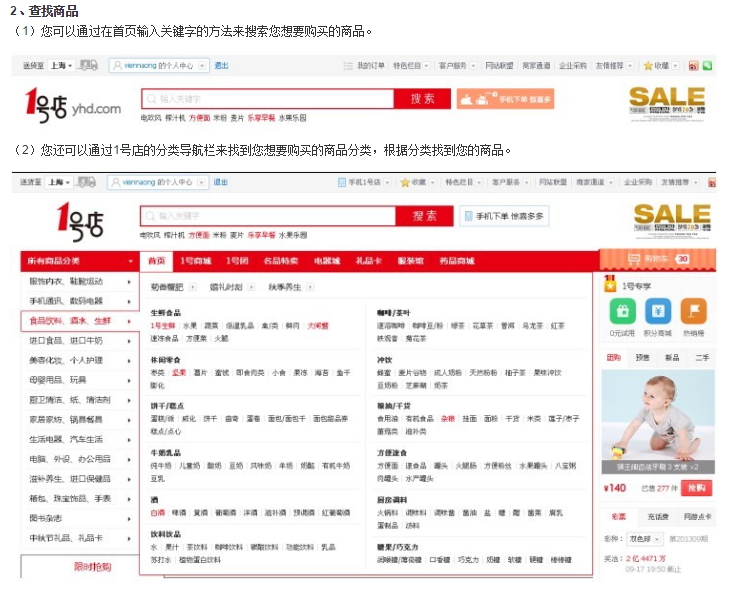 2、查找商品
（1）您可以通过在首页输入关键字的方法来搜索您想要购买的商品。
送货至 上海 viennaong 的个人中心 退出 我的订单 特色栏目 客户服务 网站联盟 商家通道 企业采购 友情推荐 收藏
1号店 yhd.com 输入关键字 搜索 手机下单 惊喜多 SALE
电吹风 榨汁机 方便面 米粉 麦片 乐享早餐 水果乐园
（2）您还可以通过1号店的分类导航栏来找到您想要购买的商品分类，根据分类找到您的商品。
送货至 上海 viennaong 的个人中心 退出 手机1号店 收藏 特色栏目 客户服务 网站联盟 商家通道 企业采购 友情推荐
1号店 输入关键字 搜索 手机下单 惊喜多多 SALE
电吹风 榨汁机 方便面 米粉 麦片 乐享早餐 水果乐园
所有商品分类 首页 1号商城 1号团 名品特卖 电器城 礼品卡 服装馆 药品商城 购物车 30
服饰内衣、鞋靴运动
手机通讯、数码电器
食品饮料、酒水、生鲜
进口食品、进口牛奶
美容化妆、个人护理
母婴用品、玩具
厨卫清洁、纸、清洁剂
家居家纺、锅具餐具
生活电器、汽车生活
电脑、外设、办公用品
滋补养生、进口保健品
箱包、珠宝饰品、手表
图书杂志
中秋节礼品、礼品卡
限时抢购
菊香蟹肥 婚礼时刻 秋季养生
生鲜食品
1号生鲜 水果 蔬菜 低温乳品 禽/蛋 鲜肉 大闸蟹
速冻食品 方便菜 火腿
休闲零食
枣类 坚果 薯片 蜜饯 即食肉类 小食 果冻 海苔 鱼干
膨化
饼干/糕点
蛋糕/派 威化 饼干 曲奇 蛋卷 面包/面包干 面包甜品券
糕点/点心
牛奶乳品
纯牛奶 儿童奶 酸奶 豆奶 风味奶 羊奶 奶酪 有机牛奶
豆乳
酒
白酒 啤酒 黄酒 葡萄酒 洋酒 滋补酒 预调酒 红葡萄酒
饮料饮品
水 果汁 茶饮料 咖啡饮料 碳酸饮料 功能饮料 乳品
苏打水 植物蛋白饮料
咖啡/茶叶
速溶咖啡 咖啡豆/粉 绿茶 花草茶 普洱 乌龙茶 红茶
铁观音 菊花茶
冲饮
蜂蜜 麦片谷物 成人奶粉 天然粉粉 柚子茶 果味冲饮
豆奶粉 芝麻糊 奶茶
粮油/干货
食用油 有机食品 杂粮 挂面 面粉 干货 米类 莲子/枣子
菌菇类 滋补类
方便速食
方便面 速食品 罐头 火腿肠 方便粉丝 水果罐头 八宝粥
肉罐头 水产罐头
厨房调料
火锅料 调味料 调味酱 酱油 盐 糖 醋 酱菜 腐乳
蛋制品 汤料
糖果/巧克力
润喉糖/薄荷糖 口香糖 巧克力 奶糖 软糖 硬糖 棒棒糖
1号专享
0元试用 积分商城 热销榜
团购 预售 新品 二手
狮王细齿洁牙刷 3支装×2
¥140 已售 277 件 抢购
彩票 充话费 网游点卡
彩种： 双色球 第201309期
奖池：2 亿 4471 万
09-17 19:50 截止